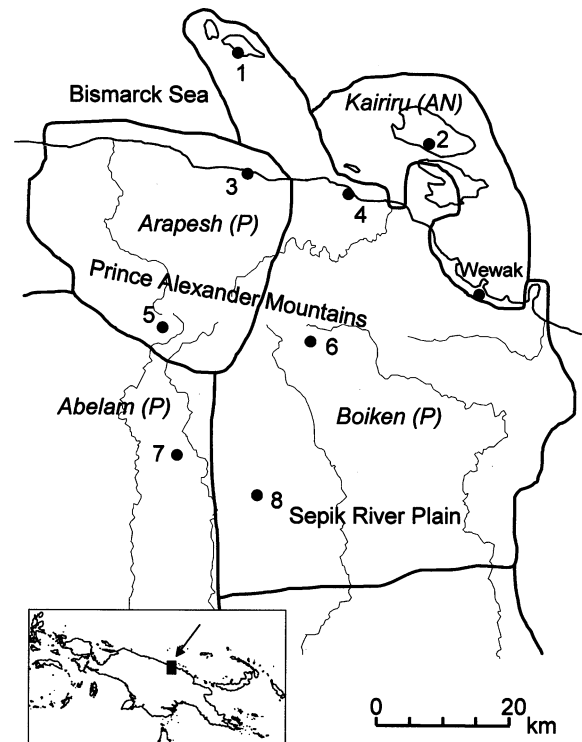 1
Bismarck Sea
Kairiru (AN)
2
3
4
Arapesh (P)
Wewak
Prince Alexander Mountains
5
6
Abelam (P)
Boiken (P)
7
8
Sepik River Plain
0 20
km